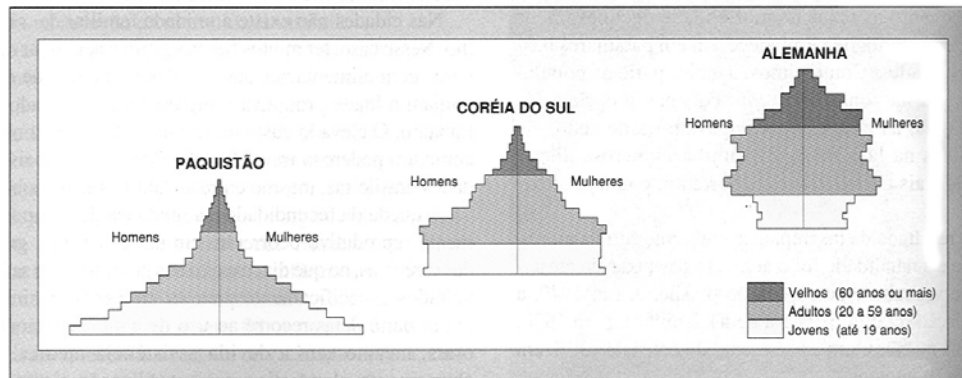 ALEMANHA
Homens
Mulheres
CORÉIA DO SUL
Homens
Mulheres
PAQUISTÃO
Homens
Mulheres
Velhos (60 anos ou mais)
Adultos (20 a 59 anos)
Jovens (até 19 anos)